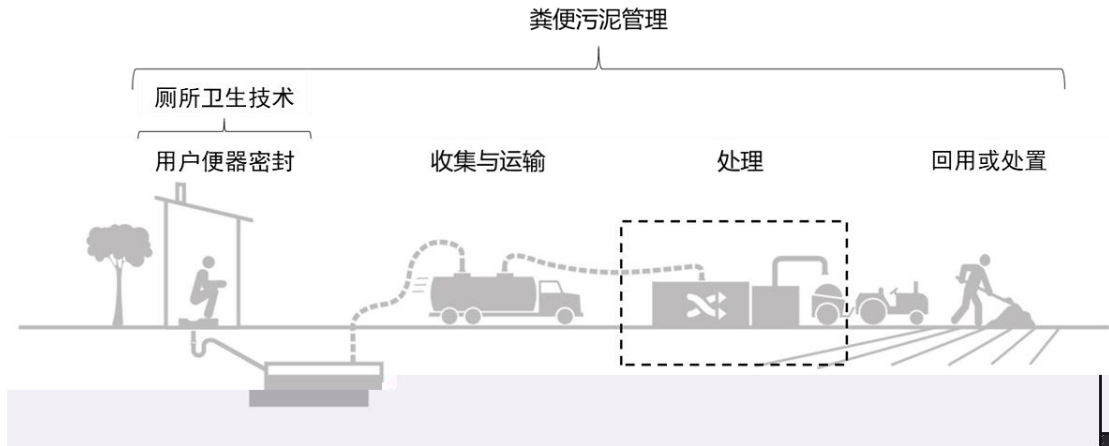 粪便污泥管理
厕所卫生技术
用户便器密封
收集与运输
处理
回用或处置